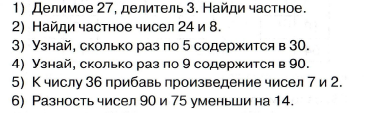 1) Делимое 27, делитель 3. Найди частное.
2) Найди частное чисел 24 и 8.
3) Узнай, сколько раз по 5 содержится в 30.
4) Узнай, сколько раз по 9 содержится в 90.
5) К числу 36 прибавь произведение чисел 7 и 2.
6) Разность чисел 90 и 75 уменьши на 14.